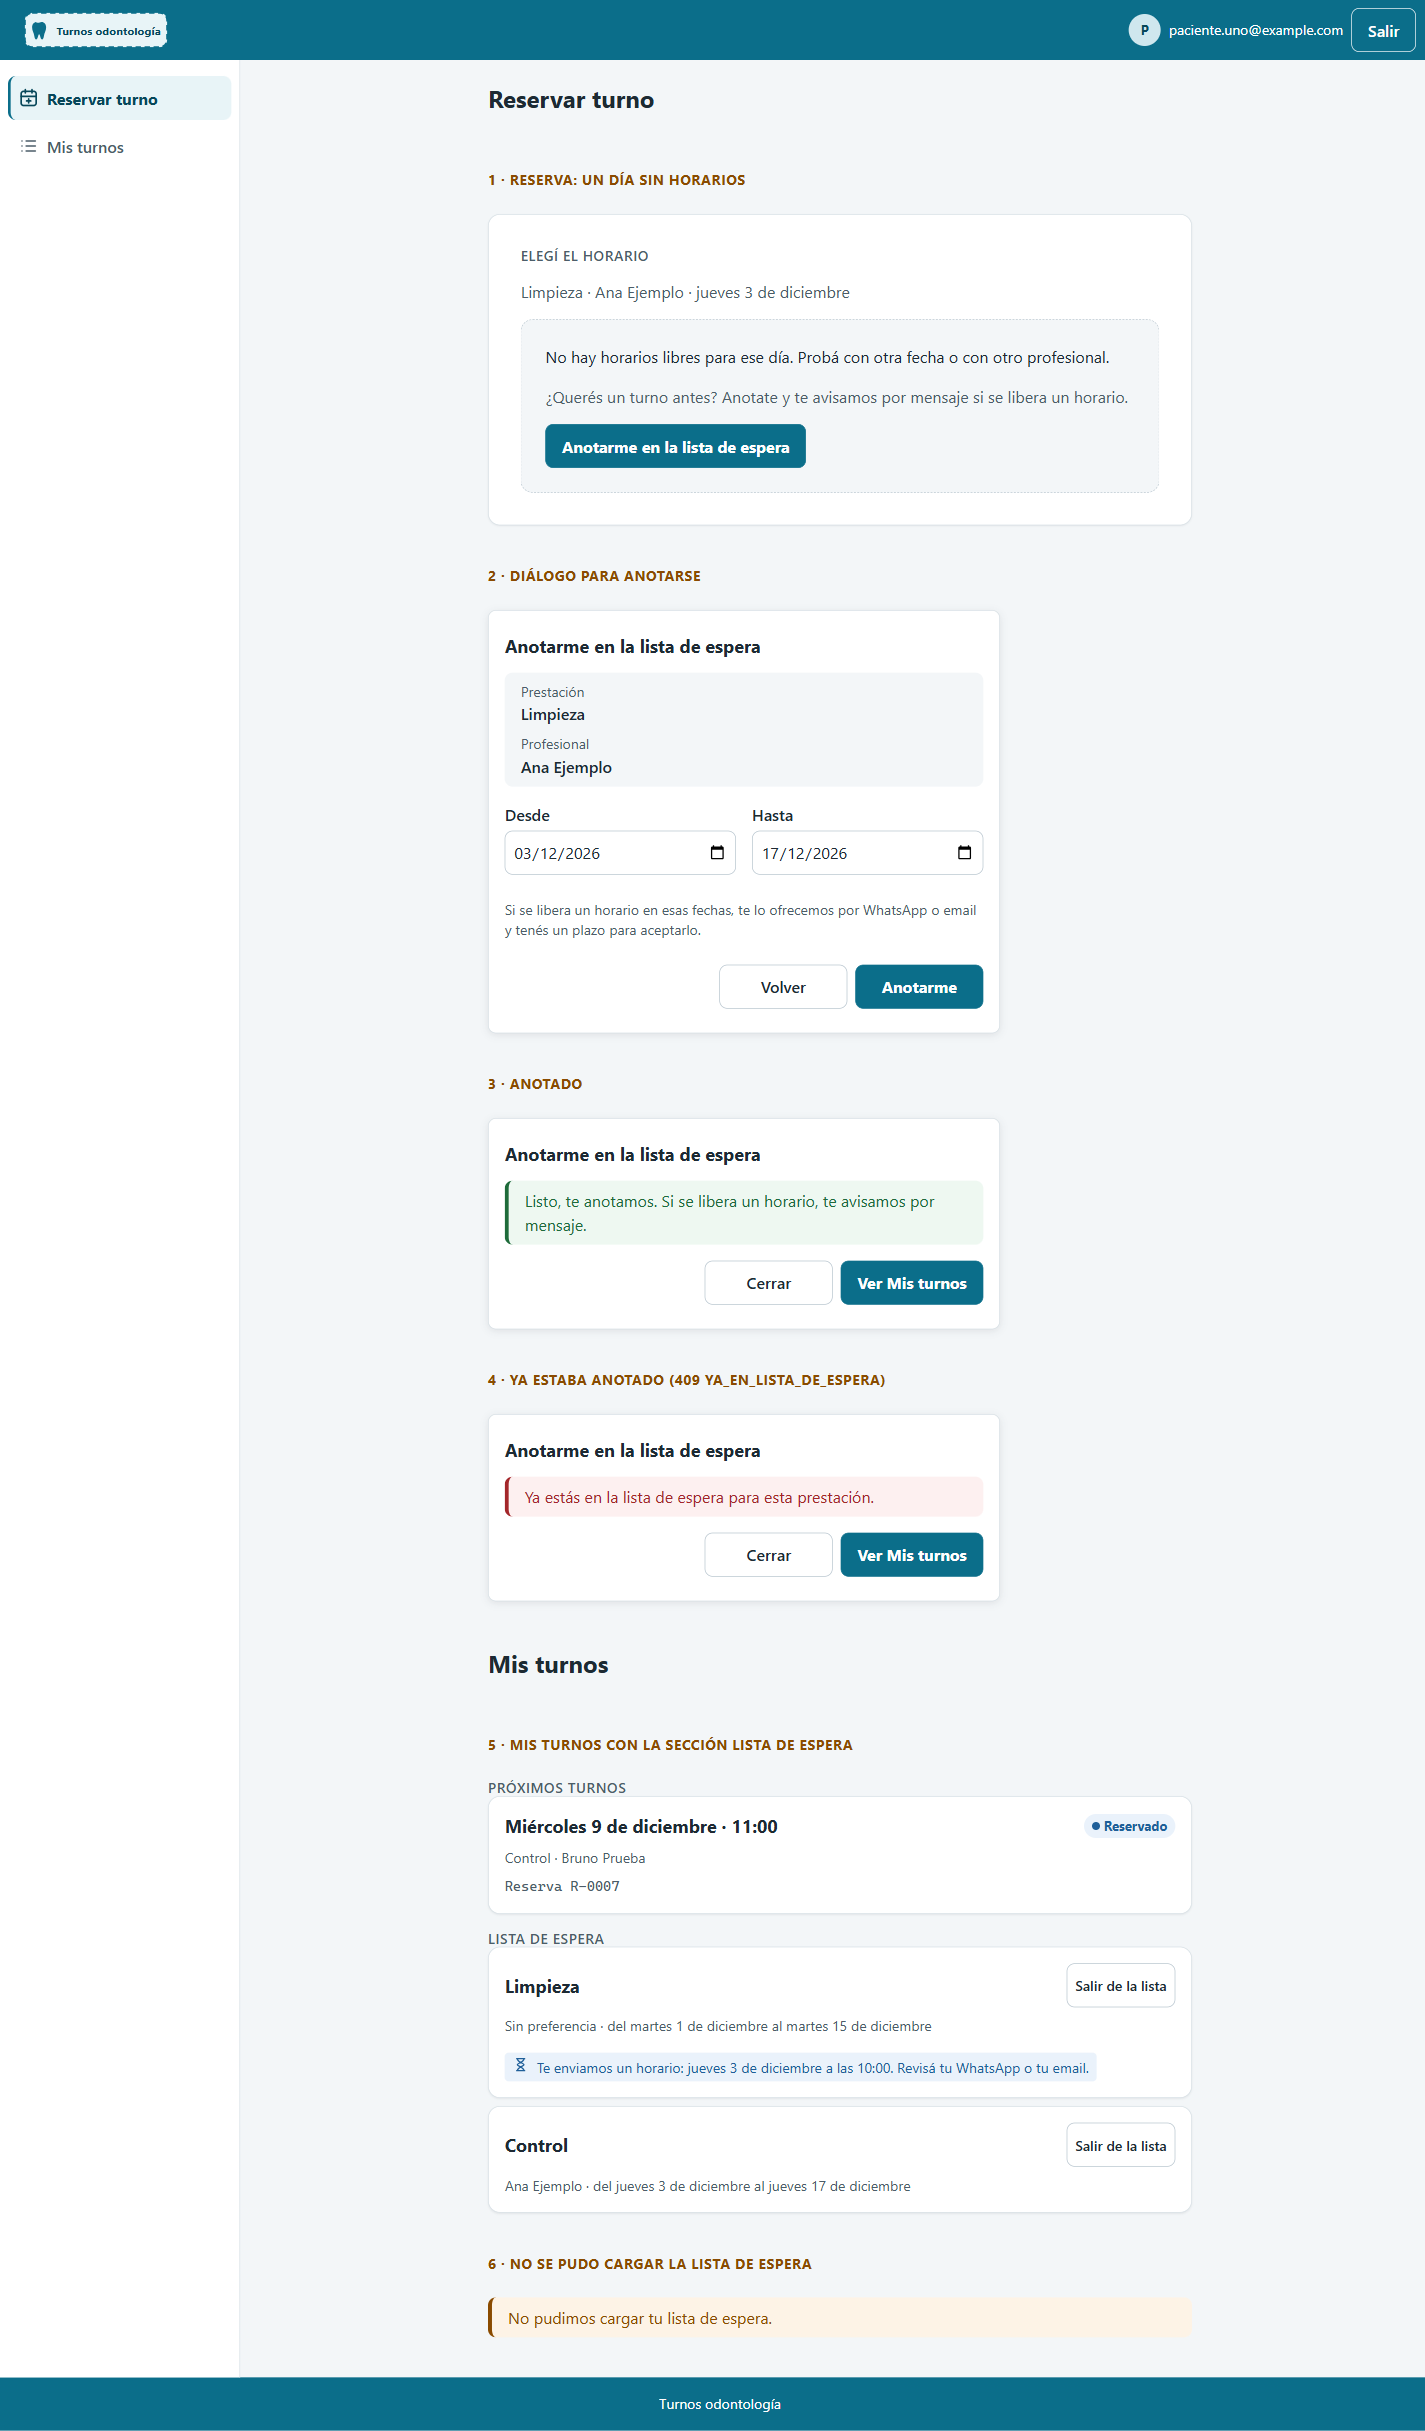 Turnos odontología
P paciente.uno@example.com Salir
Reservar turno
Mis turnos
Reservar turno
1 · RESERVA: UN DÍA SIN HORARIOS
ELEGÍ EL HORARIO
Limpieza · Ana Ejemplo · jueves 3 de diciembre
No hay horarios libres para ese día. Probá con otra fecha o con otro profesional.
¿Querés un turno antes? Anotate y te avisamos por mensaje si se libera un horario.
Anotarme en la lista de espera
2 · DIÁLOGO PARA ANOTARSE
Anotarme en la lista de espera
Prestación
Limpieza
Profesional
Ana Ejemplo
Desde Hasta
03/12/2026 17/12/2026
Si se libera un horario en esas fechas, te lo ofrecemos por WhatsApp o email
y tenés un plazo para aceptarlo.
Volver Anotarme
3 · ANOTADO
Anotarme en la lista de espera
Listo, te anotamos. Si se libera un horario, te avisamos por
mensaje.
Cerrar Ver Mis turnos
4 · YA ESTABA ANOTADO (409 YA_EN_LISTA_DE_ESPERA)
Anotarme en la lista de espera
Ya estás en la lista de espera para esta prestación.
Cerrar Ver Mis turnos
Mis turnos
5 · MIS TURNOS CON LA SECCIÓN LISTA DE ESPERA
PRÓXIMOS TURNOS
Miércoles 9 de diciembre · 11:00 Reservado
Control · Bruno Prueba
Reserva R-0007
LISTA DE ESPERA
Limpieza Salir de la lista
Sin preferencia · del martes 1 de diciembre al martes 15 de diciembre
Te enviamos un horario: jueves 3 de diciembre a las 10:00. Revisá tu WhatsApp o tu email.
Control Salir de la lista
Ana Ejemplo · del jueves 3 de diciembre al jueves 17 de diciembre
6 · NO SE PUDO CARGAR LA LISTA DE ESPERA
No pudimos cargar tu lista de espera.
Turnos odontología